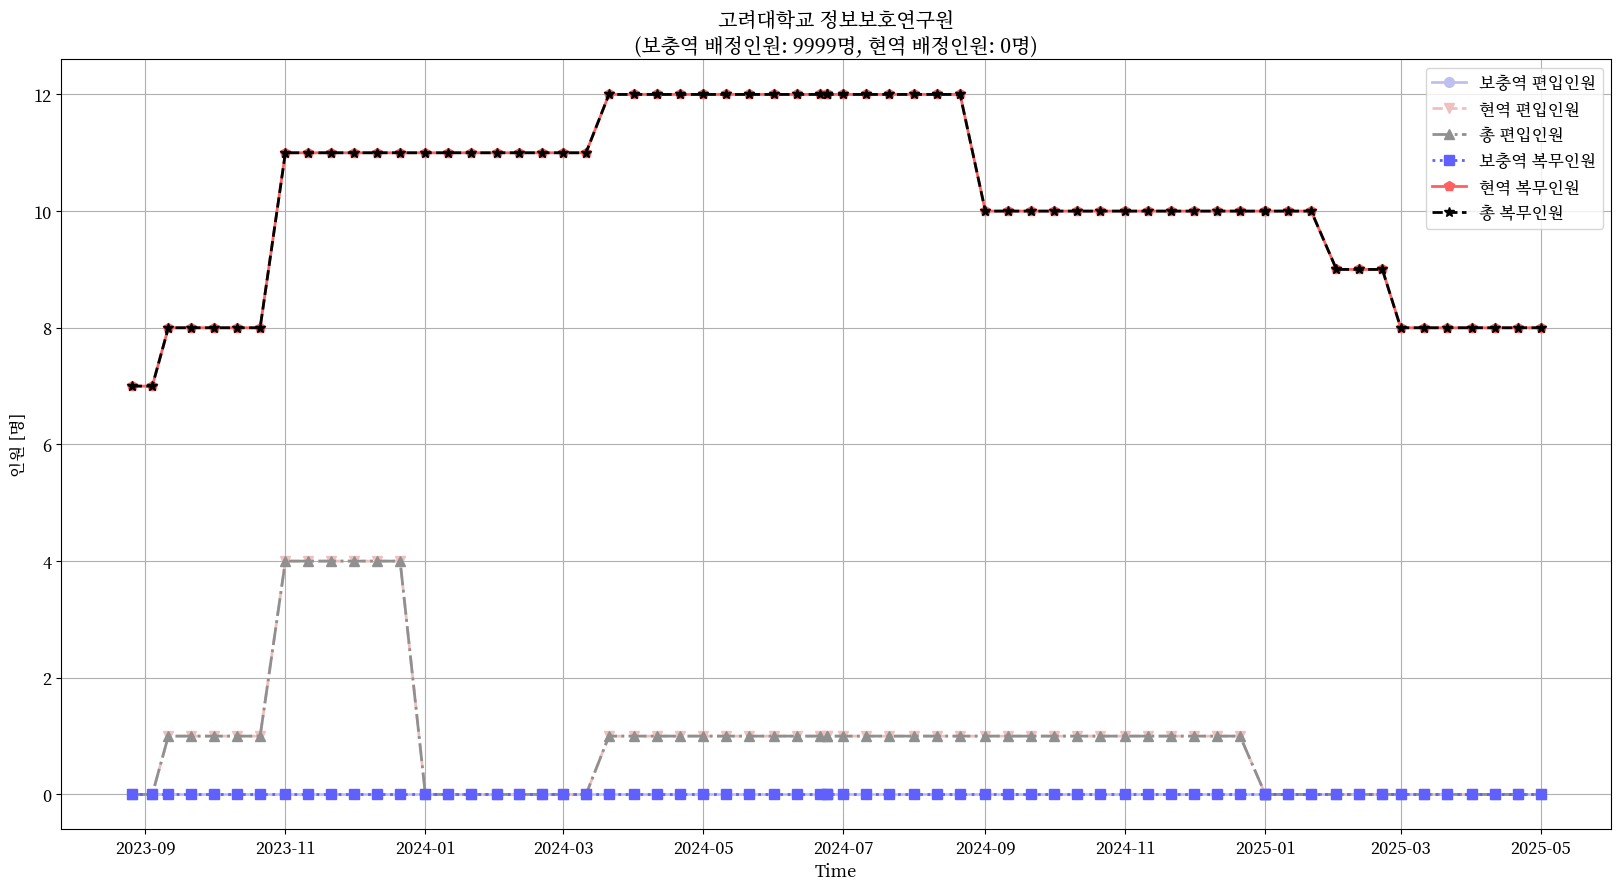 고려대학교 정보보호연구원
(보충역 배정인원: 9999명, 현역 배정인원: 0명)
보충역 편입인원
현역 편입인원
총 편입인원
보충역 복무인원
현역 복무인원
총 복무인원
12
10
8
6
4
2
0
인원 [명]
2023-09
2023-11
2024-01
2024-03
2024-05
2024-07
2024-09
2024-11
2025-01
2025-03
2025-05
Time